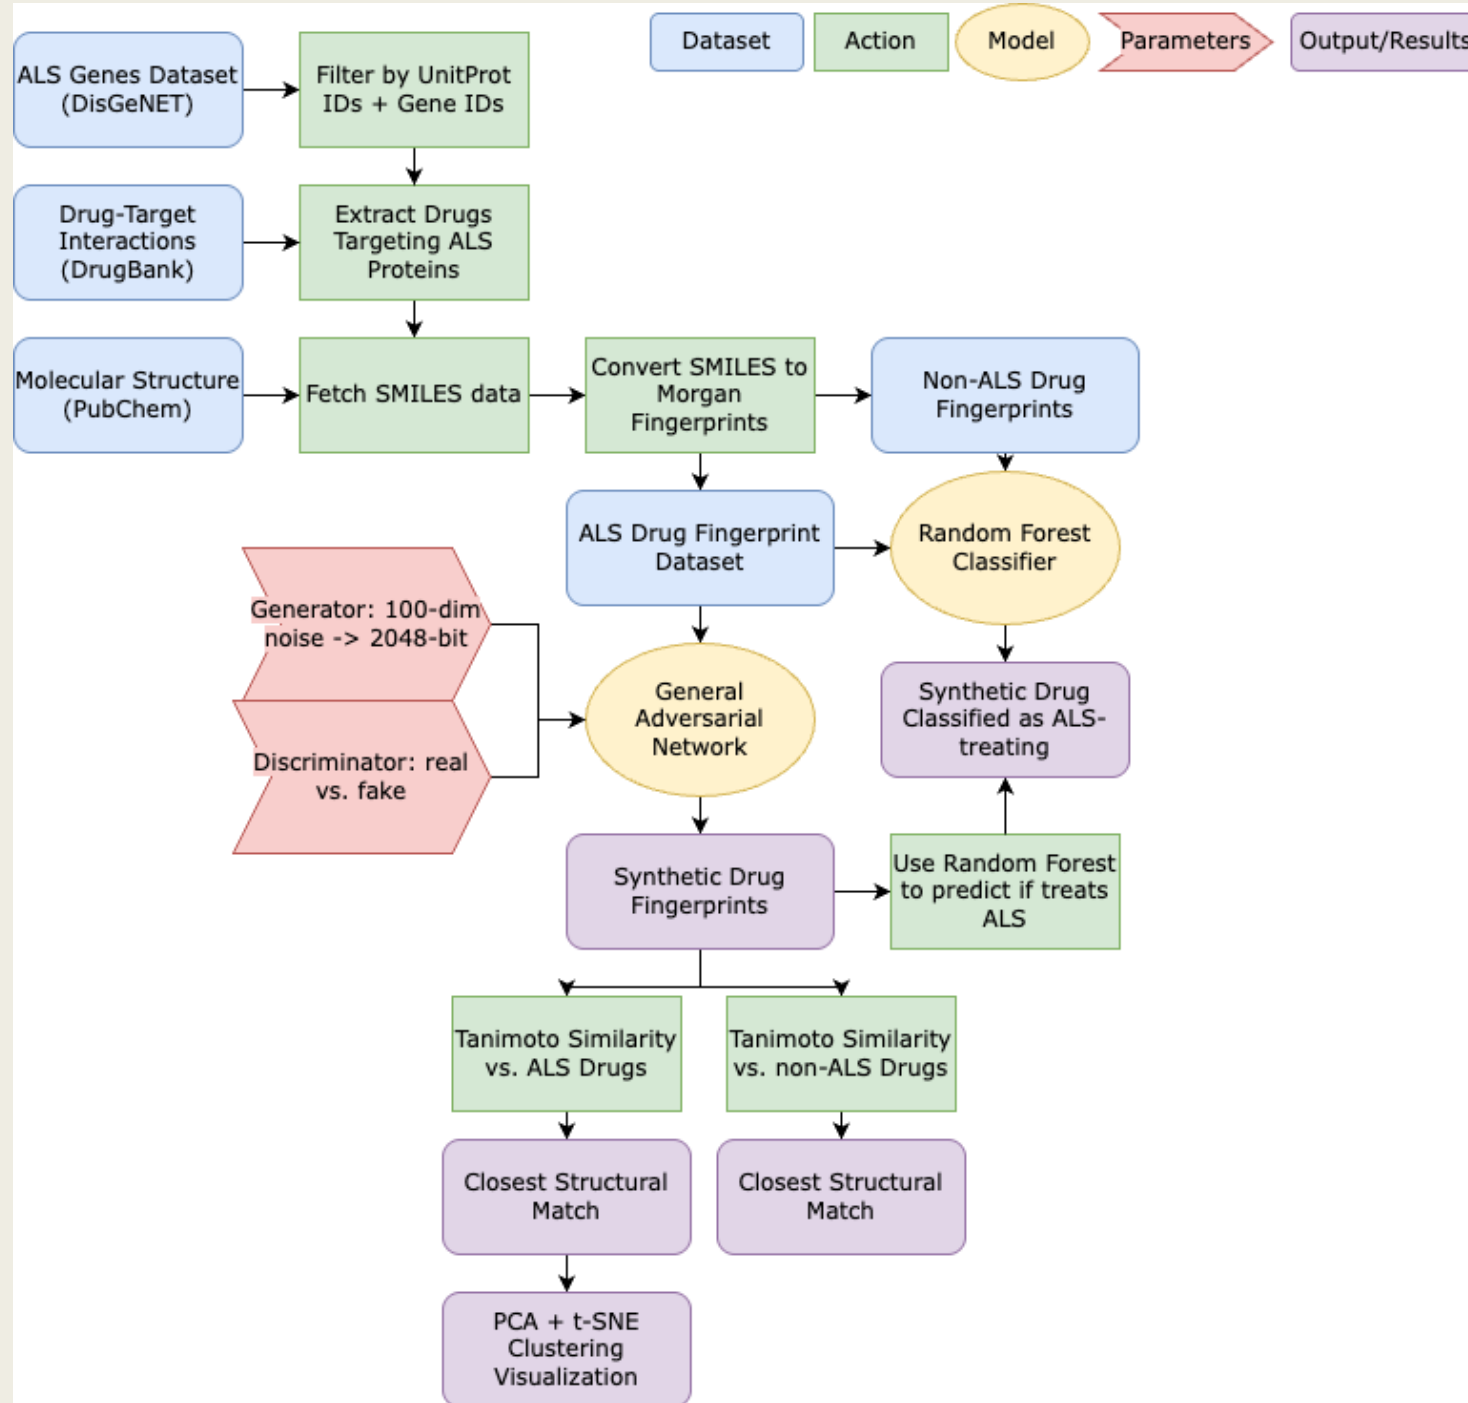 Dataset
Action
Model
Parameters
Output/Results
ALS Genes Dataset
(DisGeNET)
Filter by UnitProt
IDs + Gene IDs
Drug-Target
Interactions
(DrugBank)
Extract Drugs
Targeting ALS
Proteins
Molecular Structure
(PubChem)
Fetch SMILES data
Convert SMILES to
Morgan
Fingerprints
Non-ALS Drug
Fingerprints
ALS Drug Fingerprint
Dataset
Random Forest
Classifier
Generator: 100-dim
noise -> 2048-bit
Discriminator: real
vs. fake
General
Adversarial
Network
Synthetic Drug
Classified as ALS-
treating
Synthetic Drug
Fingerprints
Use Random Forest
to predict if treats
ALS
Tanimoto Similarity
vs. ALS Drugs
Tanimoto Similarity
vs. non-ALS Drugs
Closest Structural
Match
Closest Structural
Match
PCA + t-SNE
Clustering
Visualization